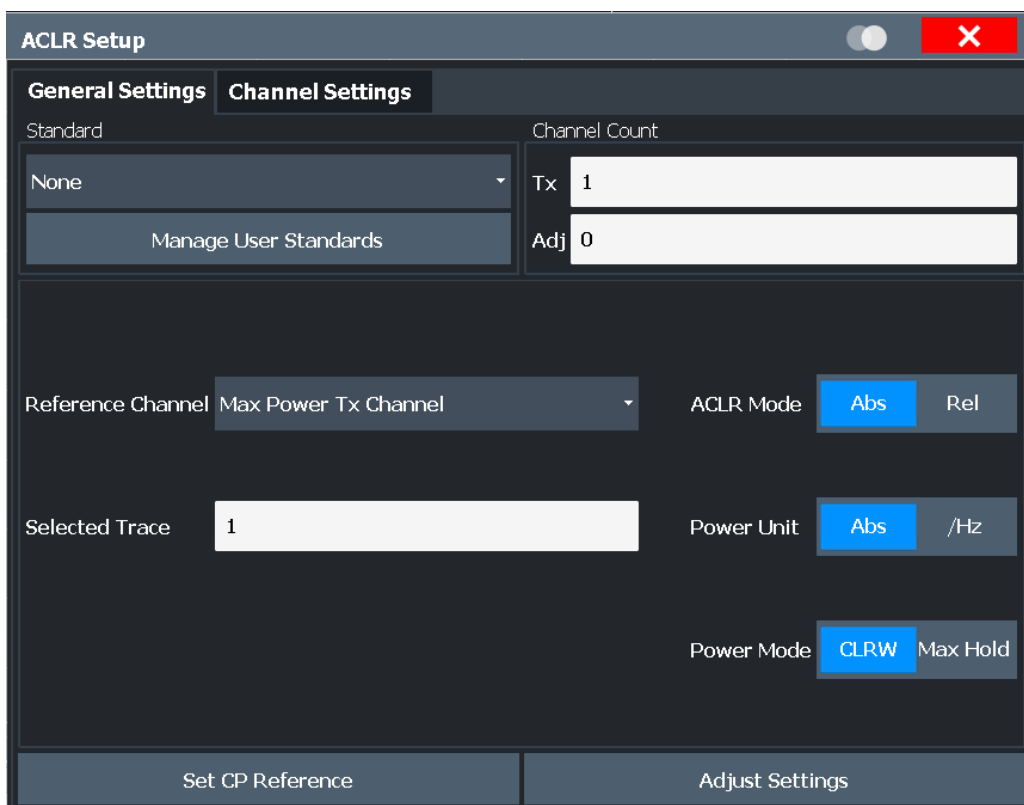 ACLR Setup
General Settings Channel Settings
Standard
Channel Count
None
Tx 1
Manage User Standards
Adj 0
Reference Channel Max Power Tx Channel
ACLR Mode Abs Rel
Selected Trace 1
Power Unit Abs /Hz
Power Mode CLRW Max Hold
Set CP Reference
Adjust Settings